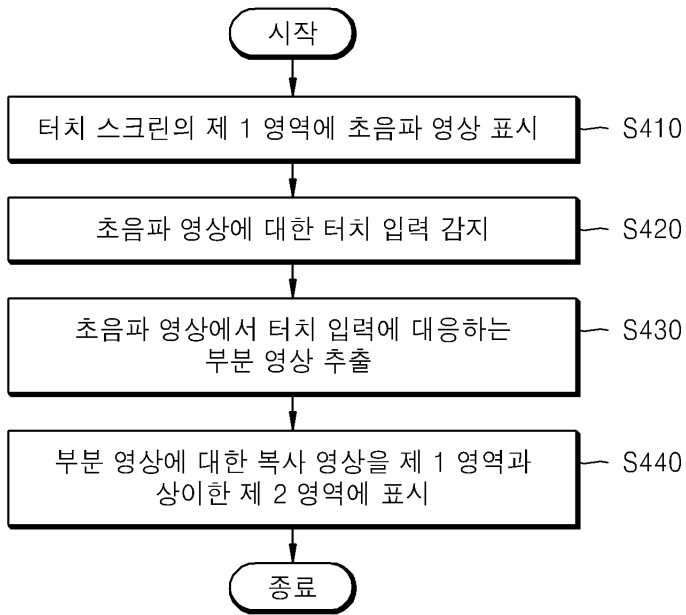 시작
터치 스크린의 제 1 영역에 초음파 영상 표시
S410
초음파 영상에 대한 터치 입력 감지
S420
초음파 영상에서 터치 입력에 대응하는
부분 영상 추출
S430
부분 영상에 대한 복사 영상을 제 1 영역과
상이한 제 2 영역에 표시
S440
종료